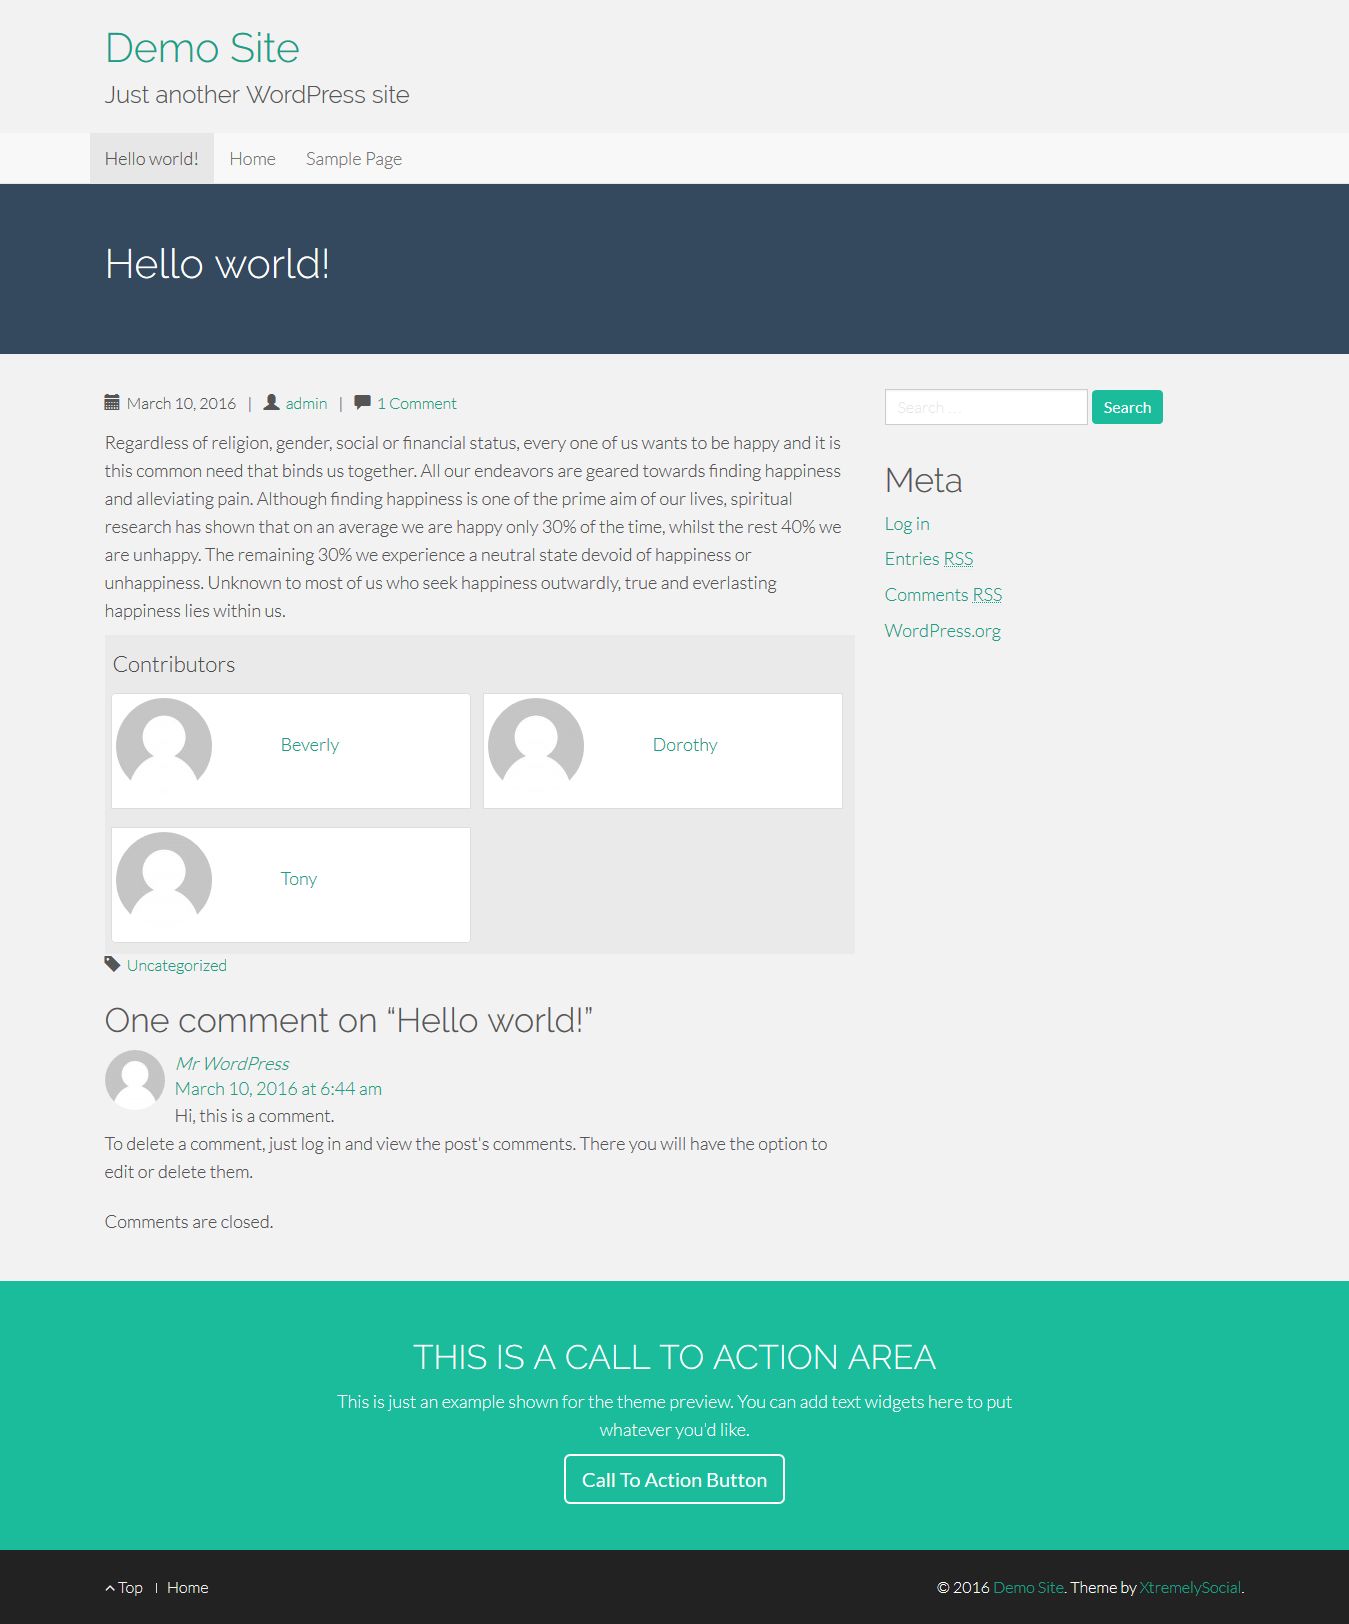 Demo Site
Just another WordPress site
Hello world!
Home
Sample Page
Hello world!
March 10, 2016 | admin | 1 Comment
Regardless of religion, gender, social or financial status, every one of us wants to be happy and it is
this common need that binds us together. All our endeavors are geared towards finding happiness
and alleviating pain. Although finding happiness is one of the prime aim of our lives, spiritual
research has shown that on an average we are happy only 30% of the time, whilst the rest 40% we
are unhappy. The remaining 30% we experience a neutral state devoid of happiness or
unhappiness. Unknown to most of us who seek happiness outwardly, true and everlasting
happiness lies within us.
Contributors
Beverly
Dorothy
Tony
Uncategorized
One comment on “Hello world!”
Mr WordPress
March 10, 2016 at 6:44 am
Hi, this is a comment.
To delete a comment, just log in and view the post's comments. There you will have the option to
edit or delete them.
Comments are closed.
Search …
Search
Meta
Log in
Entries RSS
Comments RSS
WordPress.org
THIS IS A CALL TO ACTION AREA
This is just an example shown for the theme preview. You can add text widgets here to put
whatever you'd like.
Call To Action Button
Top | Home
© 2016 Demo Site. Theme by XtremelySocial.